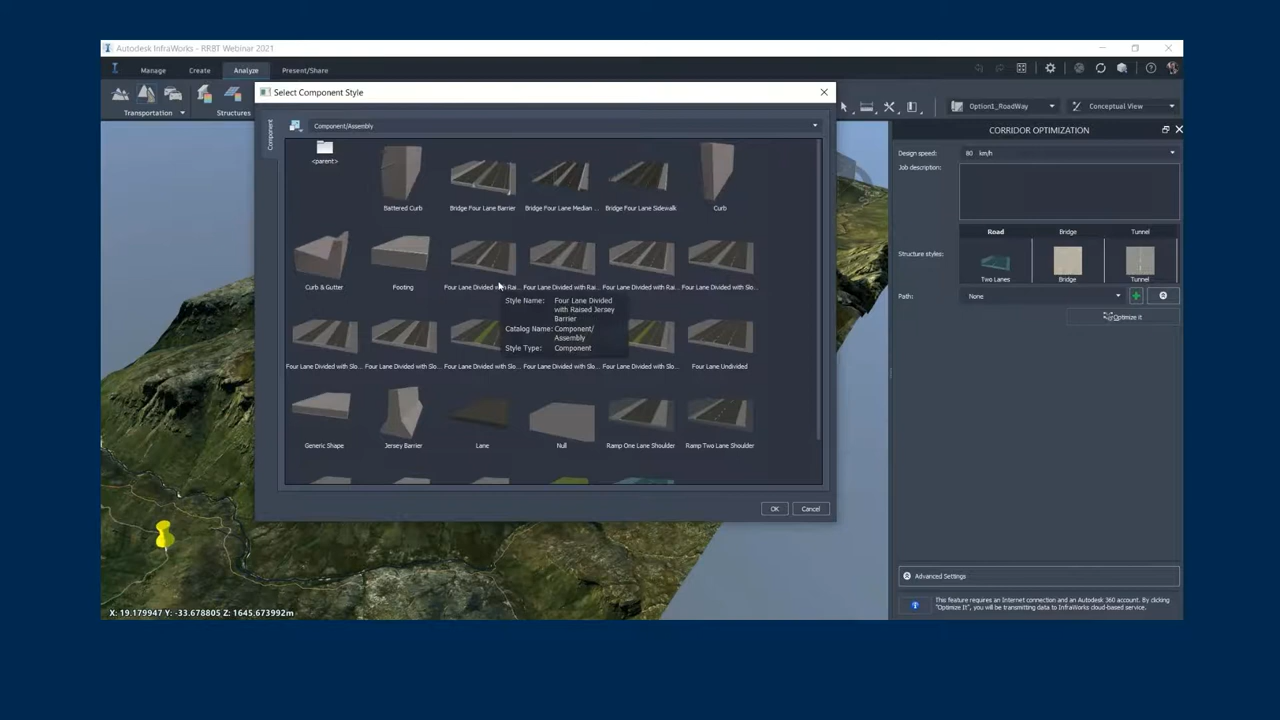 Autodesk InfraWorks - RRBT Webinar 2021
Manage
Create
Analyze
Present/Share
Transportation
Structures
Option1_RoadWay
Conceptual View
Select Component Style
Component
Component/Assembly
<parent>
Battered Curb
Bridge Four Lane Barrier
Bridge Four Lane Median ...
Bridge Four Lane Sidewalk
Curb
Curb & Gutter
Footing
Four Lane Divided with Rai...
Four Lane Divided with Rai...
Four Lane Divided with Rai...
Four Lane Divided with Slo...
Style Name: Four Lane Divided
with Raised Jersey
Barrier
Catalog Name: Component/
Assembly
Style Type: Component
Four Lane Divided with Slo...
Four Lane Divided with Slo...
Four Lane Divided with Slo...
Four Lane Divided with Slo...
Four Lane Divided with Slo...
Four Lane Undivided
Generic Shape
Jersey Barrier
Lane
Null
Ramp One Lane Shoulder
Ramp Two Lane Shoulder
OK
Cancel
CORRIDOR OPTIMIZATION
Design speed: 80 km/h
Job description:
Road
Bridge
Tunnel
Structure styles:
Two Lanes
Bridge
Tunnel
Path: None
Optimize It
Advanced Settings
This feature requires an Internet connection and an Autodesk 360 account. By clicking
"Optimize It", you will be transmitting data to InfraWorks cloud-based service.
X: 19.179947 Y: -33.678805 Z: 1645.673992m